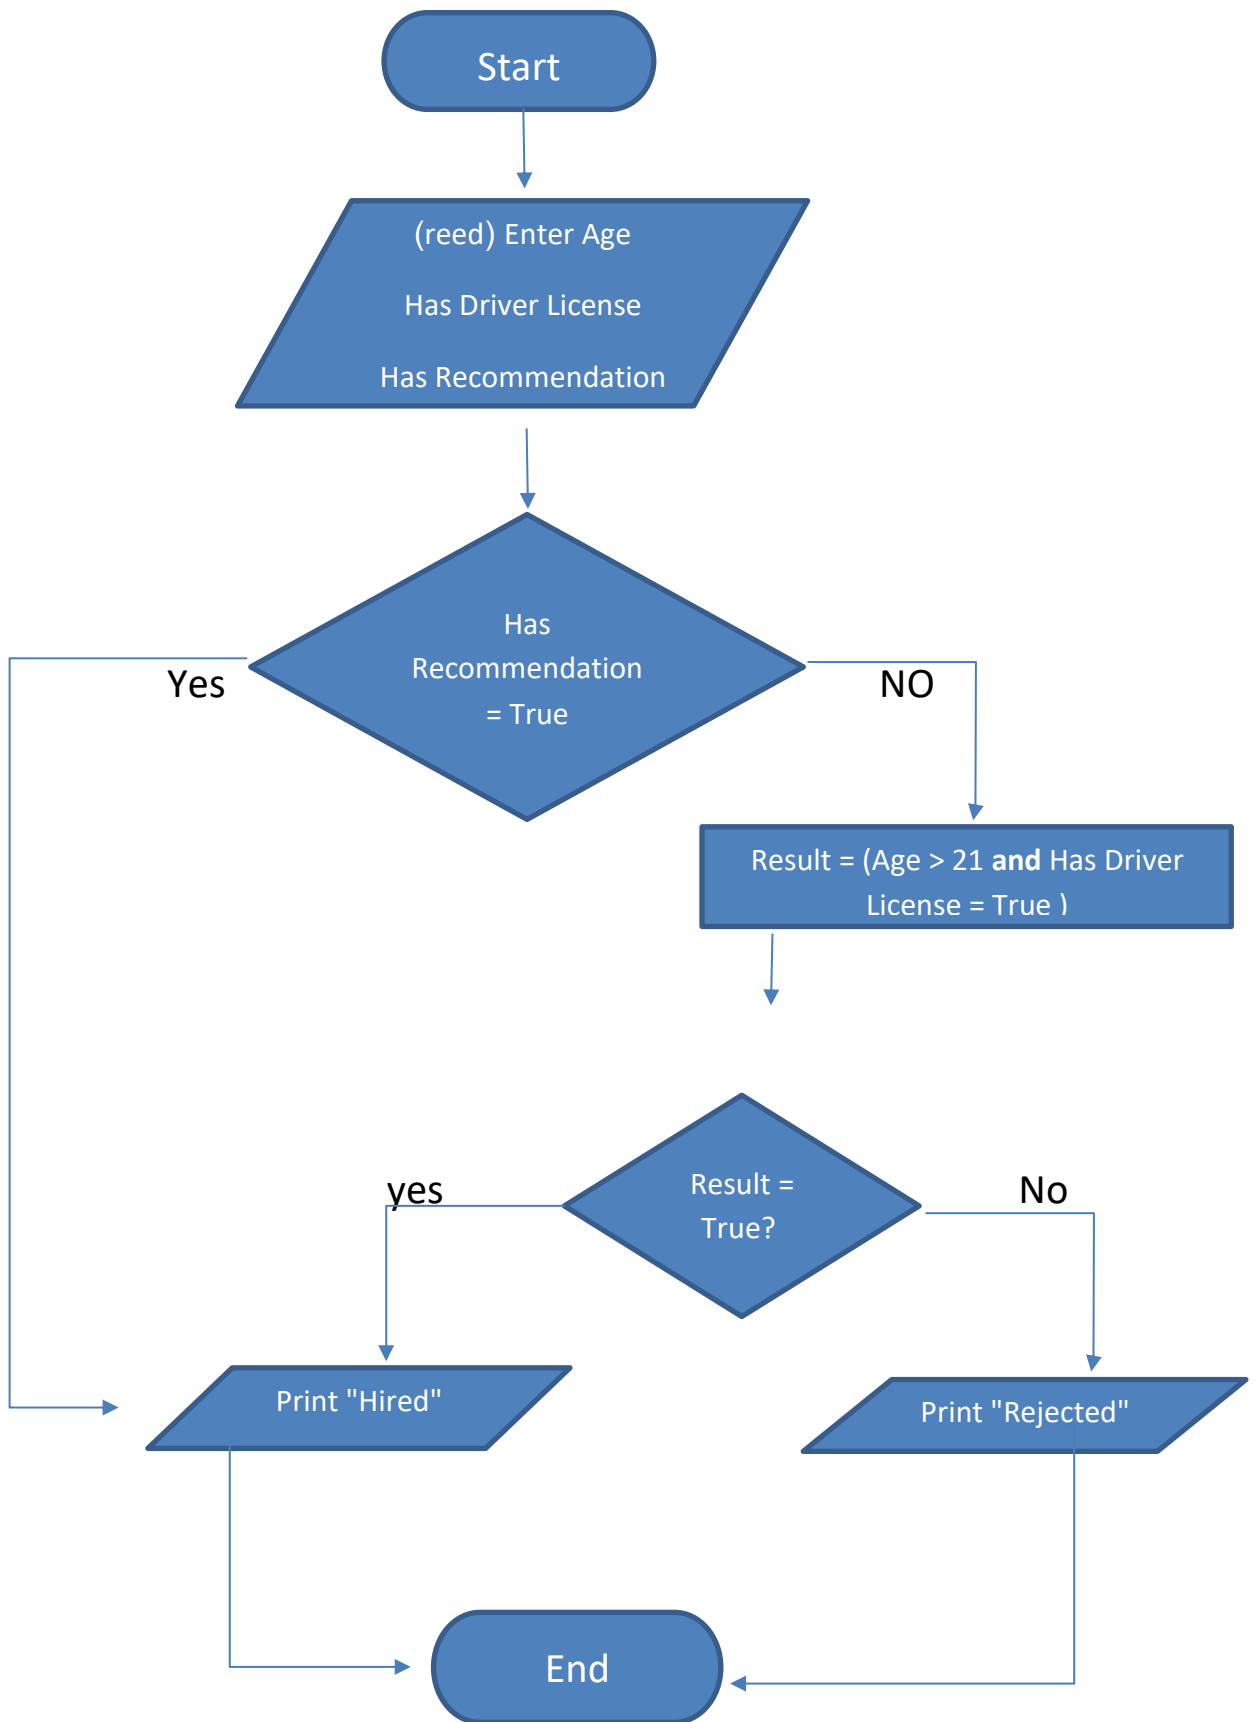 Start
(reed) Enter Age
Has Driver License
Has Recommendation
Has
Recommendation
= True
Yes
NO
Result = (Age > 21 and Has Driver
License = True )
Result =
True?
yes
No
Print "Hired"
Print "Rejected"
End